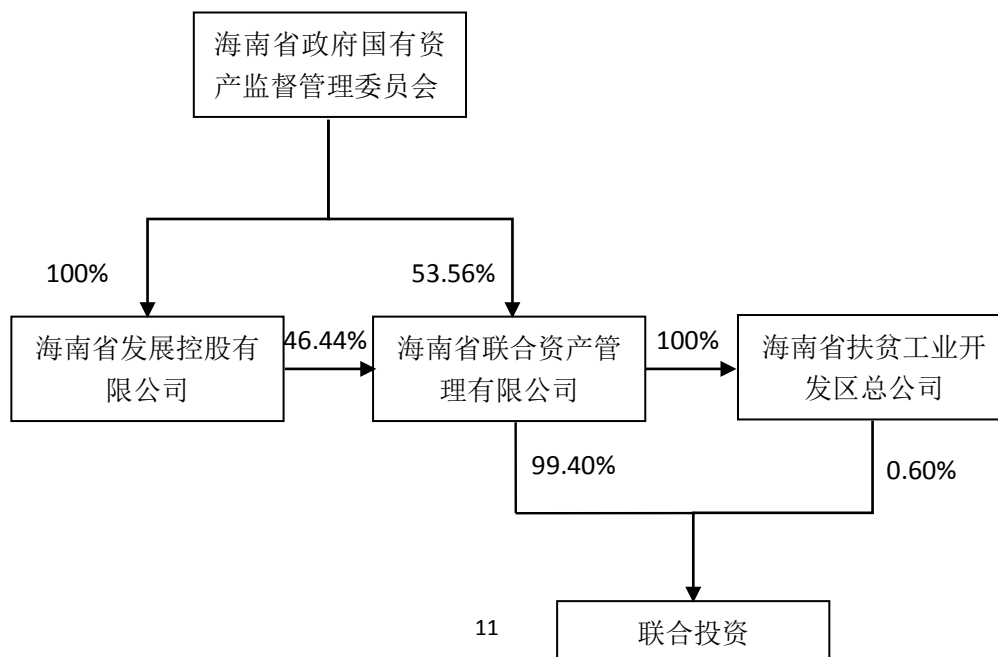 海南省政府国有资
产监督管理委员会
100%
53.56%
海南省发展控股有
限公司
46.44%
海南省联合资产管
理有限公司
100%
海南省扶贫工业开
发区总公司
99.40%
0.60%
11
联合投资